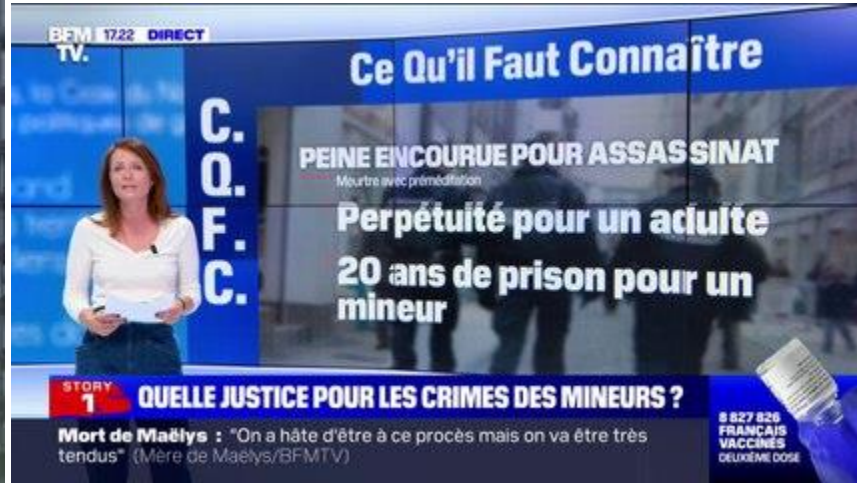 BFM 17.22 DIRECT
TV.
Ce Qu'il Faut Connaître
C.
Q.
F.
C.
PEINE ENCOURUE POUR ASSASSINAT
Meurtre avec préméditation
Perpétuité pour un adulte
20 ans de prison pour un
mineur
STORY
1
QUELLE JUSTICE POUR LES CRIMES DES MINEURS ?
Mort de Maëlys : "On a hâte d'être à ce procès mais on va être très
tendus" (Mère de Maëlys/BFMTV)
8 827 826
FRANÇAIS
VACCINÉS
DEUXIÈME DOSE